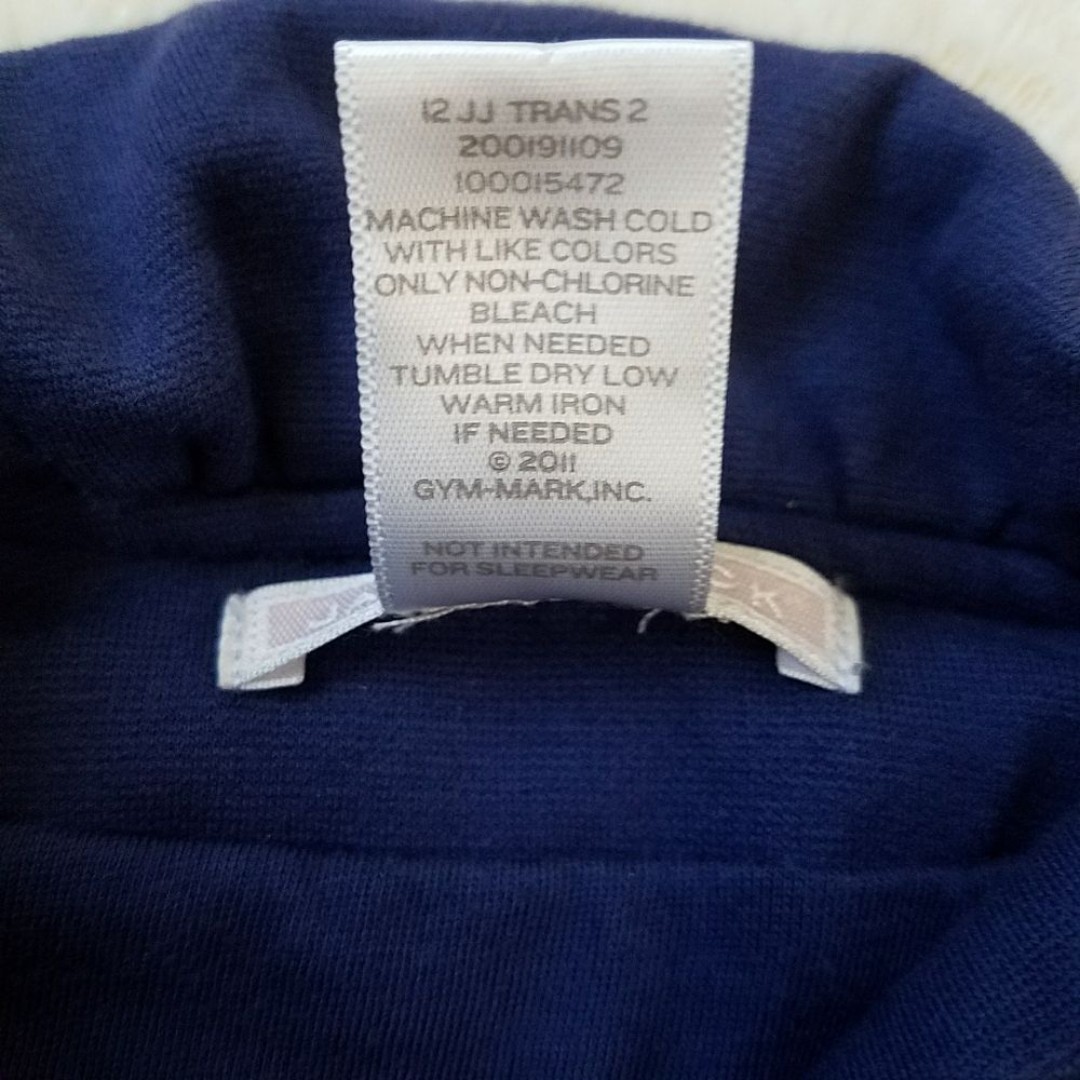 12 JJ TRANS 2
200191109
100015472
MACHINE WASH COLD
WITH LIKE COLORS
ONLY NON-CHLORINE
BLEACH
WHEN NEEDED
TUMBLE DRY LOW
WARM IRON
IF NEEDED
© 2011
GYM-MARK,INC.
NOT INTENDED
FOR SLEEPWEAR